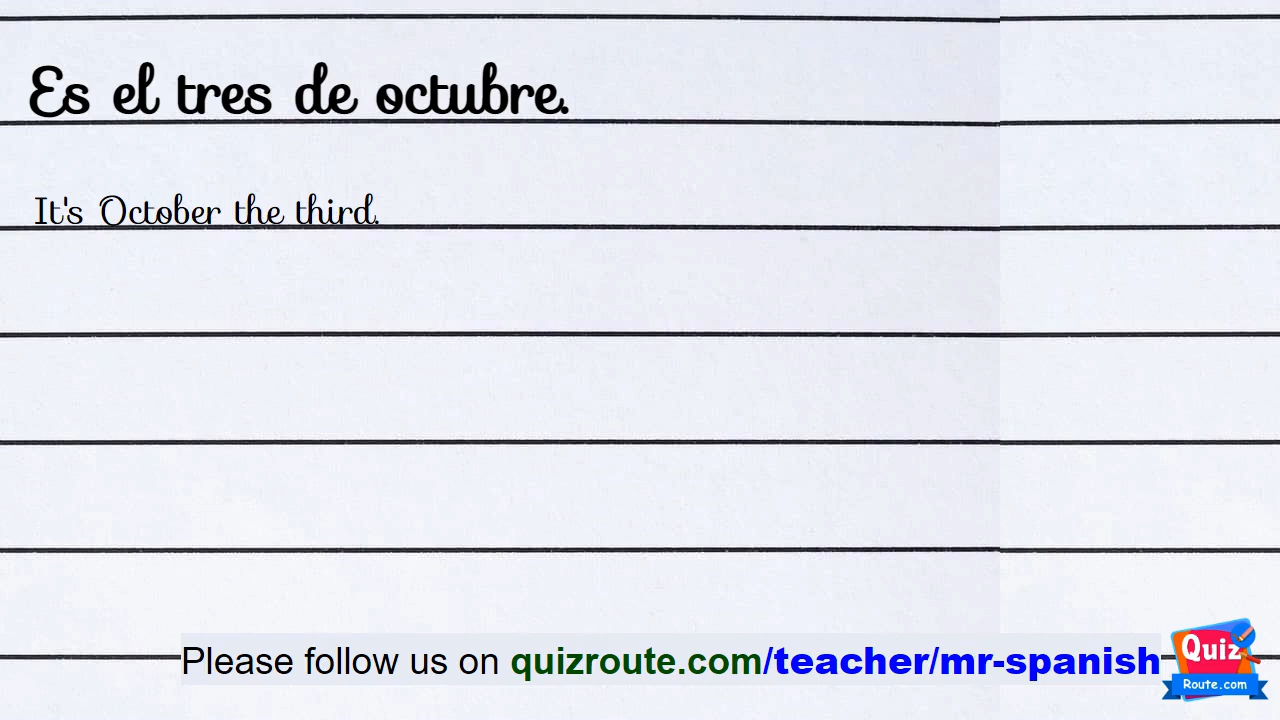 Es el tres de octubre.
It's October the third.
Please follow us on quizroute.com/teacher/mr-spanish
Quiz
Route.com